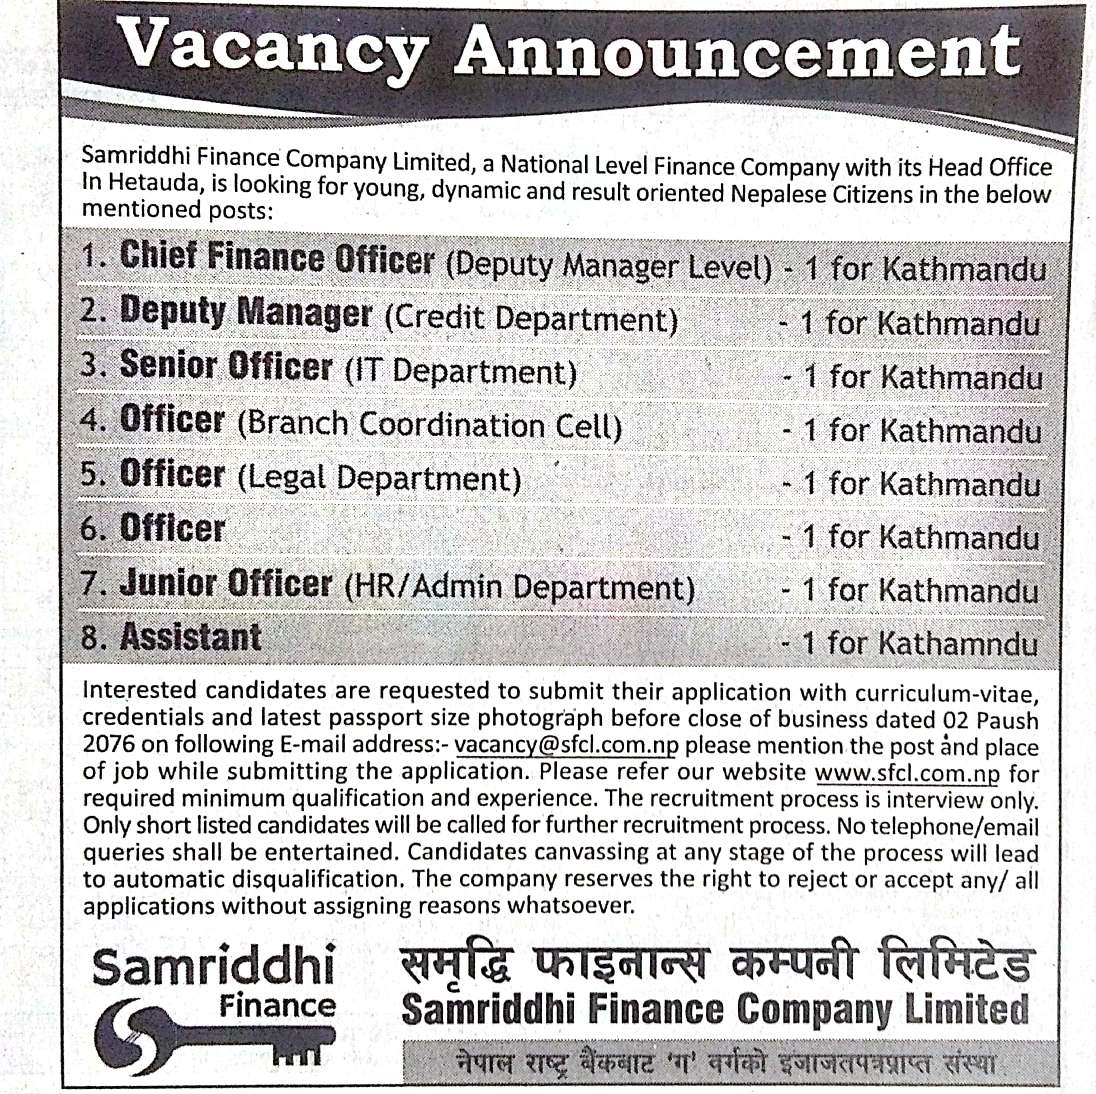 Vacancy Announcement
Samriddhi Finance Company Limited, a National Level Finance Company with its Head Office
In Hetauda, is looking for young, dynamic and result oriented Nepalese Citizens in the below
mentioned posts:
1. Chief Finance Officer (Deputy Manager Level) - 1 for Kathmandu
2. Deputy Manager (Credit Department) - 1 for Kathmandu
3. Senior Officer (IT Department) - 1 for Kathmandu
4. Officer (Branch Coordination Cell) - 1 for Kathmandu
5. Officer (Legal Department) - 1 for Kathmandu
6. Officer - 1 for Kathmandu
7. Junior Officer (HR/Admin Department) - 1 for Kathmandu
8. Assistant - 1 for Kathamndu
Interested candidates are requested to submit their application with curriculum-vitae,
credentials and latest passport size photograph before close of business dated 02 Paush
2076 on following E-mail address:- vacancy@sfcl.com.np please mention the post and place
of job while submitting the application. Please refer our website www.sfcl.com.np for
required minimum qualification and experience. The recruitment process is interview only.
Only short listed candidates will be called for further recruitment process. No telephone/email
queries shall be entertained. Candidates canvassing at any stage of the process will lead
to automatic disqualification. The company reserves the right to reject or accept any/ all
applications without assigning reasons whatsoever.
Samriddhi
Finance
समृद्धि फाइनान्स कम्पनी लिमिटेड
Samriddhi Finance Company Limited
नेपाल राष्ट्र बैंकबाट 'ग' वर्गको इजाजतपत्रप्राप्त संस्था